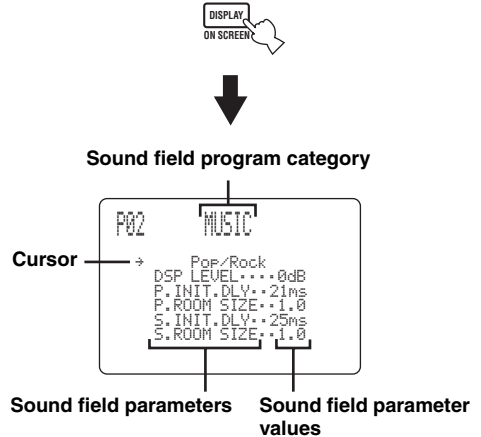 DISPLAY
ON SCREEN
Sound field program category
P02 MUSIC
Cursor → Pop/Rock
DSP LEVEL····0dB
P.INIT.DLY··21ms
P.ROOM SIZE··1.0
S.INIT.DLY··25ms
S.ROOM SIZE··1.0
Sound field parameters
Sound field parameter
values